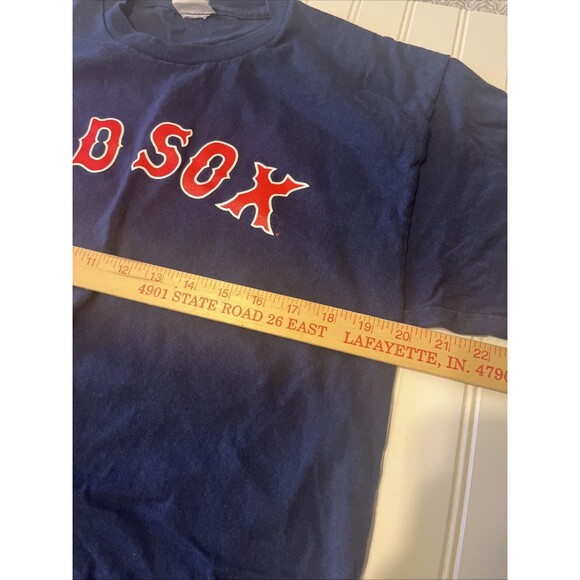 D SOX
11 12 13 14 15 16 17 18 19 20 21 22
4901 STATE ROAD 26 EAST LAFAYETTE, IN. 4790